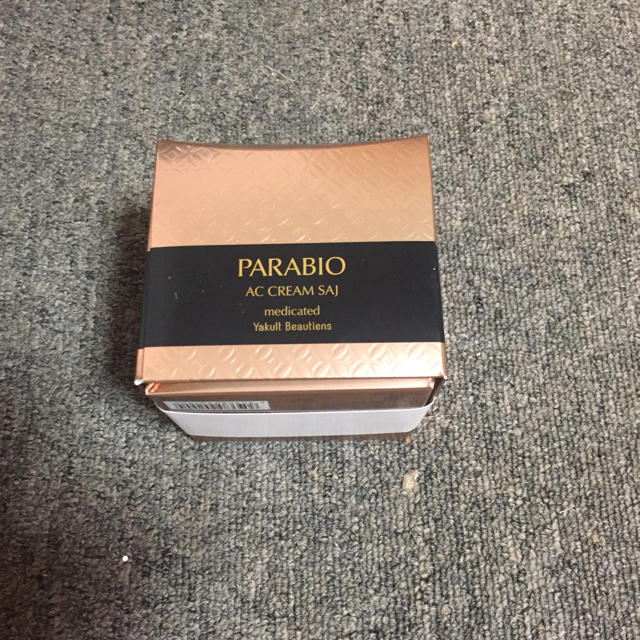 PARABIO
AC CREAM SAJ
medicated
Yakult Beautiens